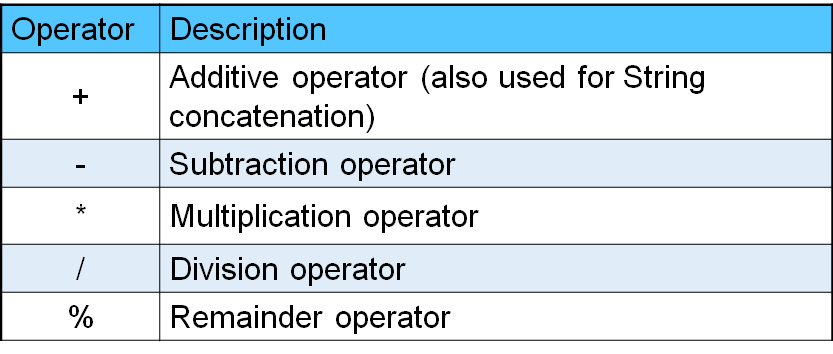 Operator Description
+ Additive operator (also used for String
concatenation)
- Subtraction operator
* Multiplication operator
/ Division operator
% Remainder operator